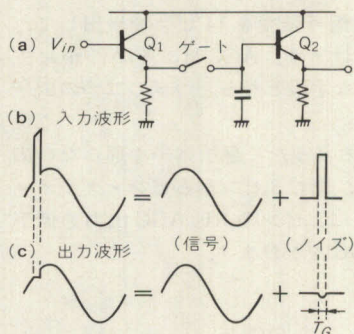 (a) Vin Q1 ゲート Q2
(b) 入力波形
= +
(c) 出力波形 (信号) (ノイズ)
= +
TG